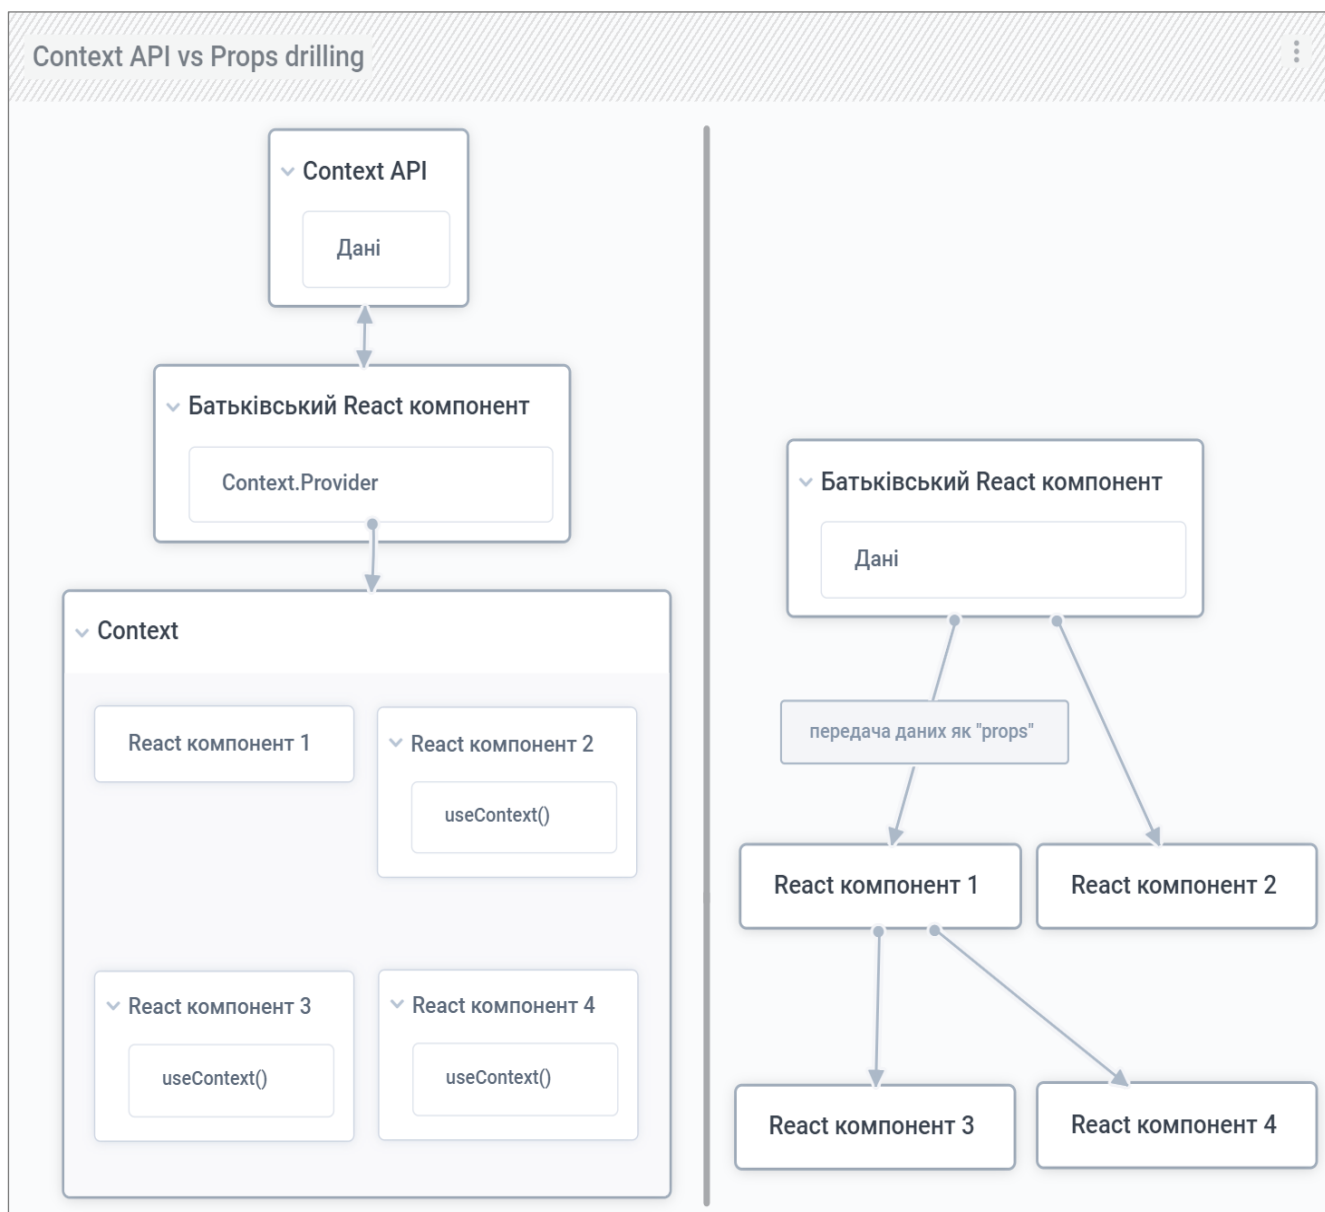 Context API vs Props drilling
Context API
Дані
Батьківський React компонент
Context.Provider
Context
React компонент 1
React компонент 2
useContext()
React компонент 3
useContext()
React компонент 4
useContext()
Батьківський React компонент
Дані
передача даних як "props"
React компонент 1
React компонент 2
React компонент 3
React компонент 4